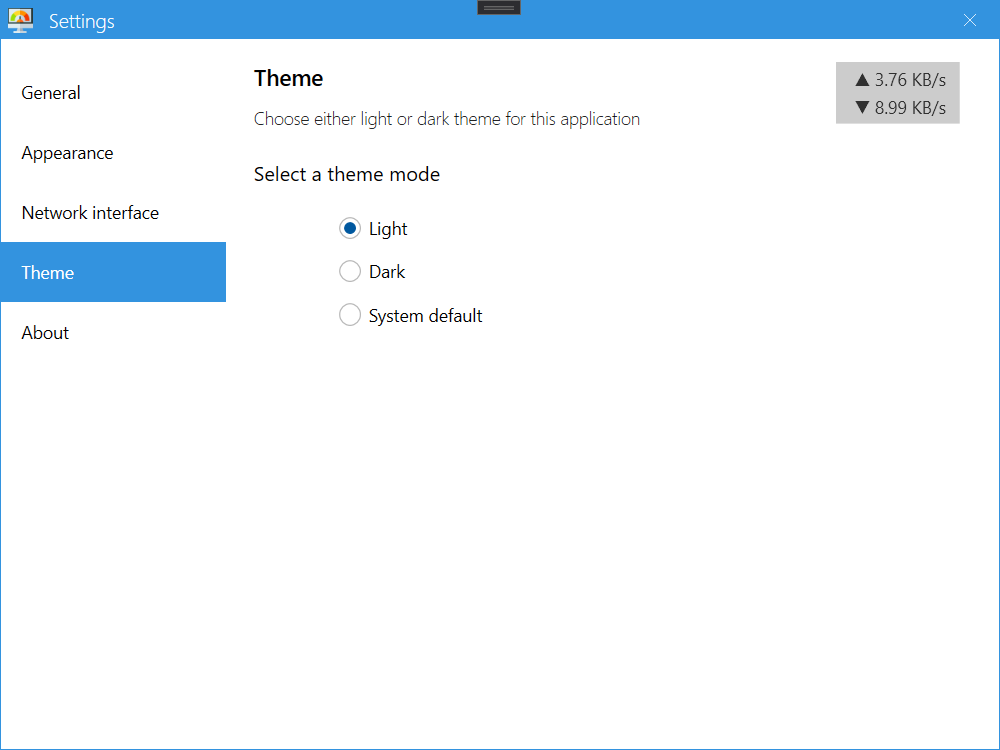 Settings
General
Appearance
Network interface
Theme
About
Theme
Choose either light or dark theme for this application
Select a theme mode
Light
Dark
System default
▲ 3.76 KB/s
▼ 8.99 KB/s